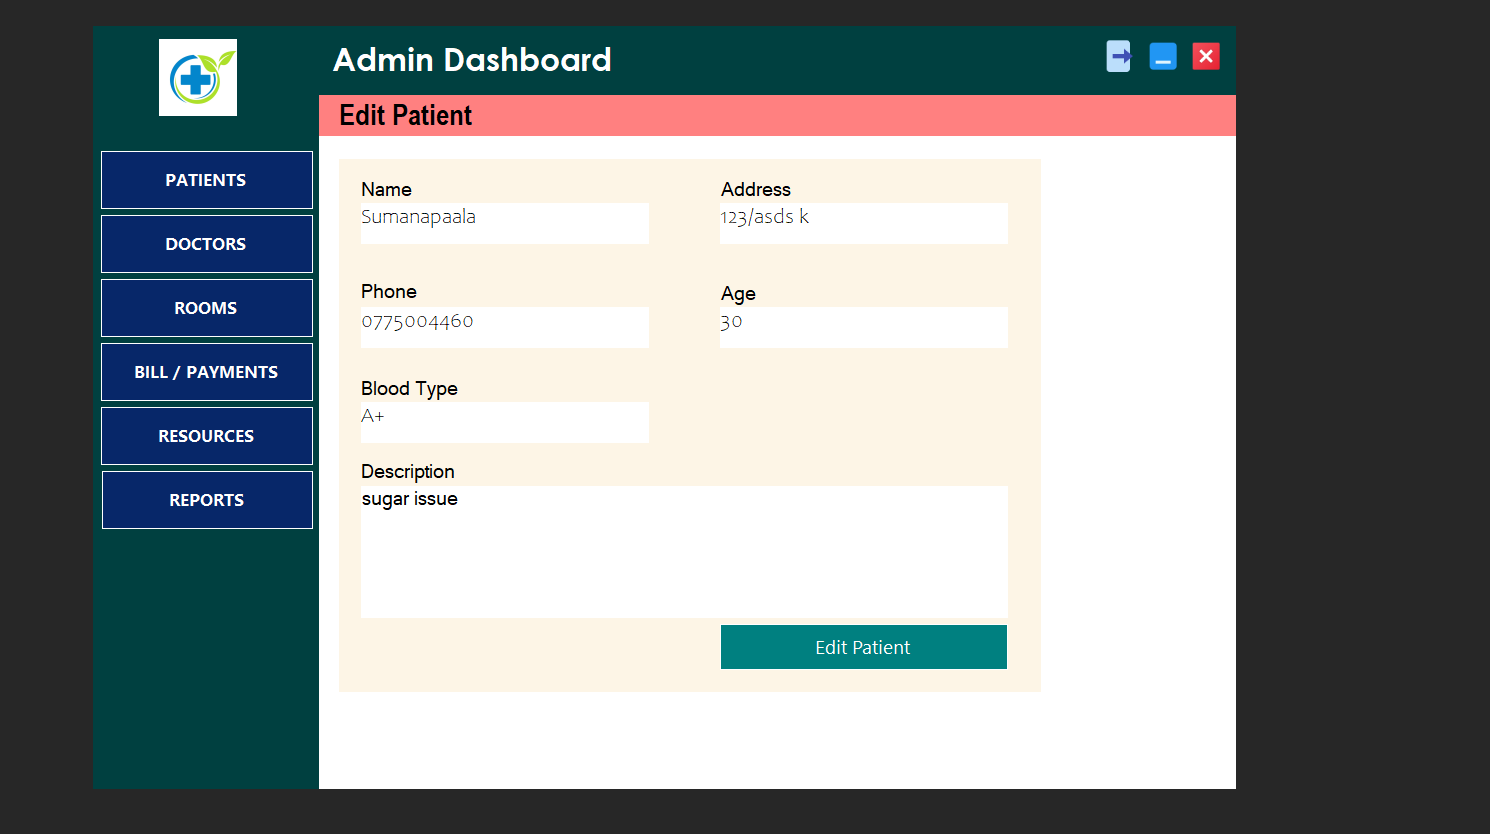 Admin Dashboard
Edit Patient
PATIENTS
DOCTORS
ROOMS
BILL / PAYMENTS
RESOURCES
REPORTS
Name
Sumanapaala
Address
123/asds k
Phone
0775004460
Age
30
Blood Type
A+
Description
sugar issue
Edit Patient